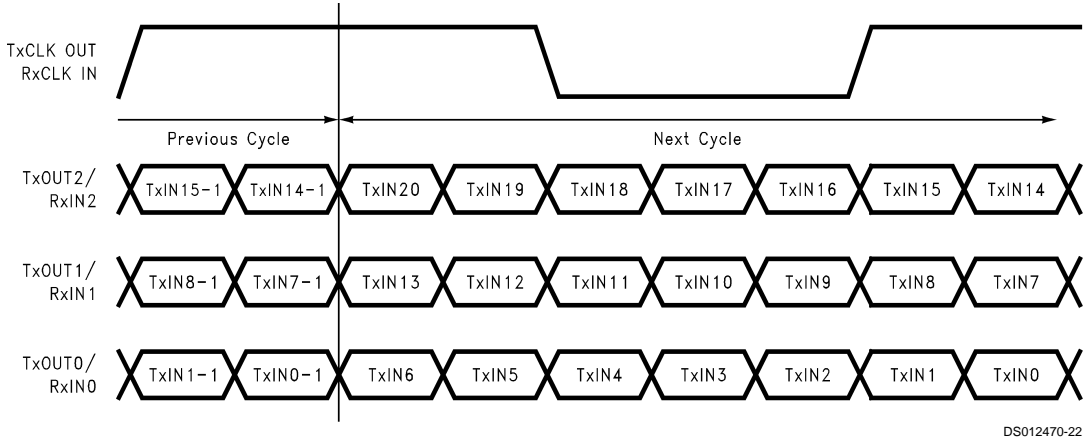 TxCLK OUT
RxCLK IN
Previous Cycle
Next Cycle
TxOUT2/
RxIN2
TxIN15-1 TxIN14-1 TxIN20 TxIN19 TxIN18 TxIN17 TxIN16 TxIN15 TxIN14
TxOUT1/
RxIN1
TxIN8-1 TxIN7-1 TxIN13 TxIN12 TxIN11 TxIN10 TxIN9 TxIN8 TxIN7
TxOUT0/
RxIN0
TxIN1-1 TxIN0-1 TxIN6 TxIN5 TxIN4 TxIN3 TxIN2 TxIN1 TxIN0
DS012470-22